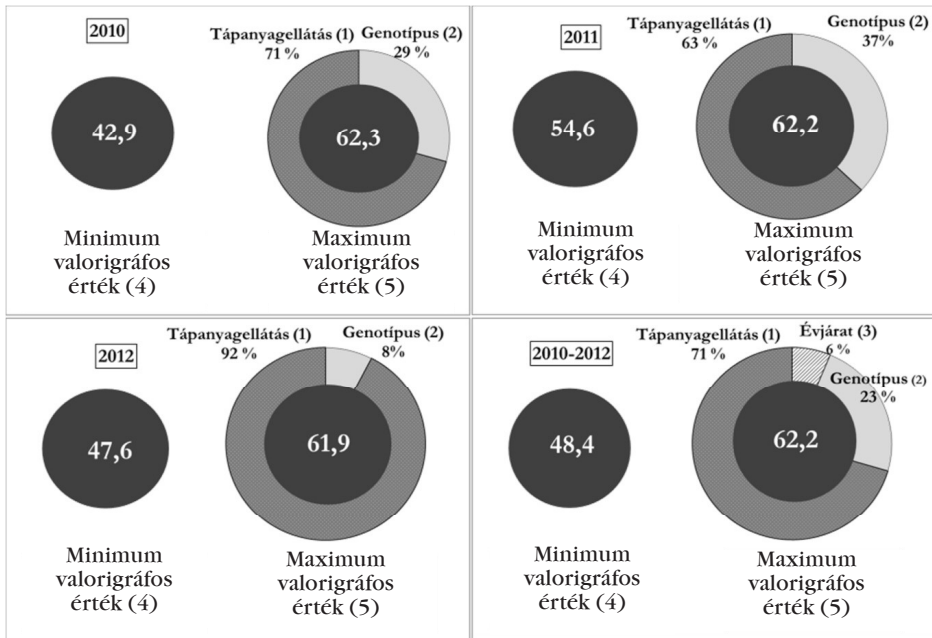 2010
Tápanyagellátás (1)
71 %
Genotípus (2)
29 %
42,9
62,3
Minimum
valorigráfos
érték (4)
Maximum
valorigráfos
érték (5)
2011
Tápanyagellátás (1)
63 %
Genotípus (2)
37%
54,6
62,2
Minimum
valorigráfos
érték (4)
Maximum
valorigráfos
érték (5)
2012
Tápanyagellátás (1)
92 %
Genotípus (2)
8%
47,6
61,9
Minimum
valorigráfos
érték (4)
Maximum
valorigráfos
érték (5)
2010-2012
Tápanyagellátás (1)
71 %
Évjárat (3)
6 %
Genotípus (2)
23 %
48,4
62,2
Minimum
valorigráfos
érték (4)
Maximum
valorigráfos
érték (5)